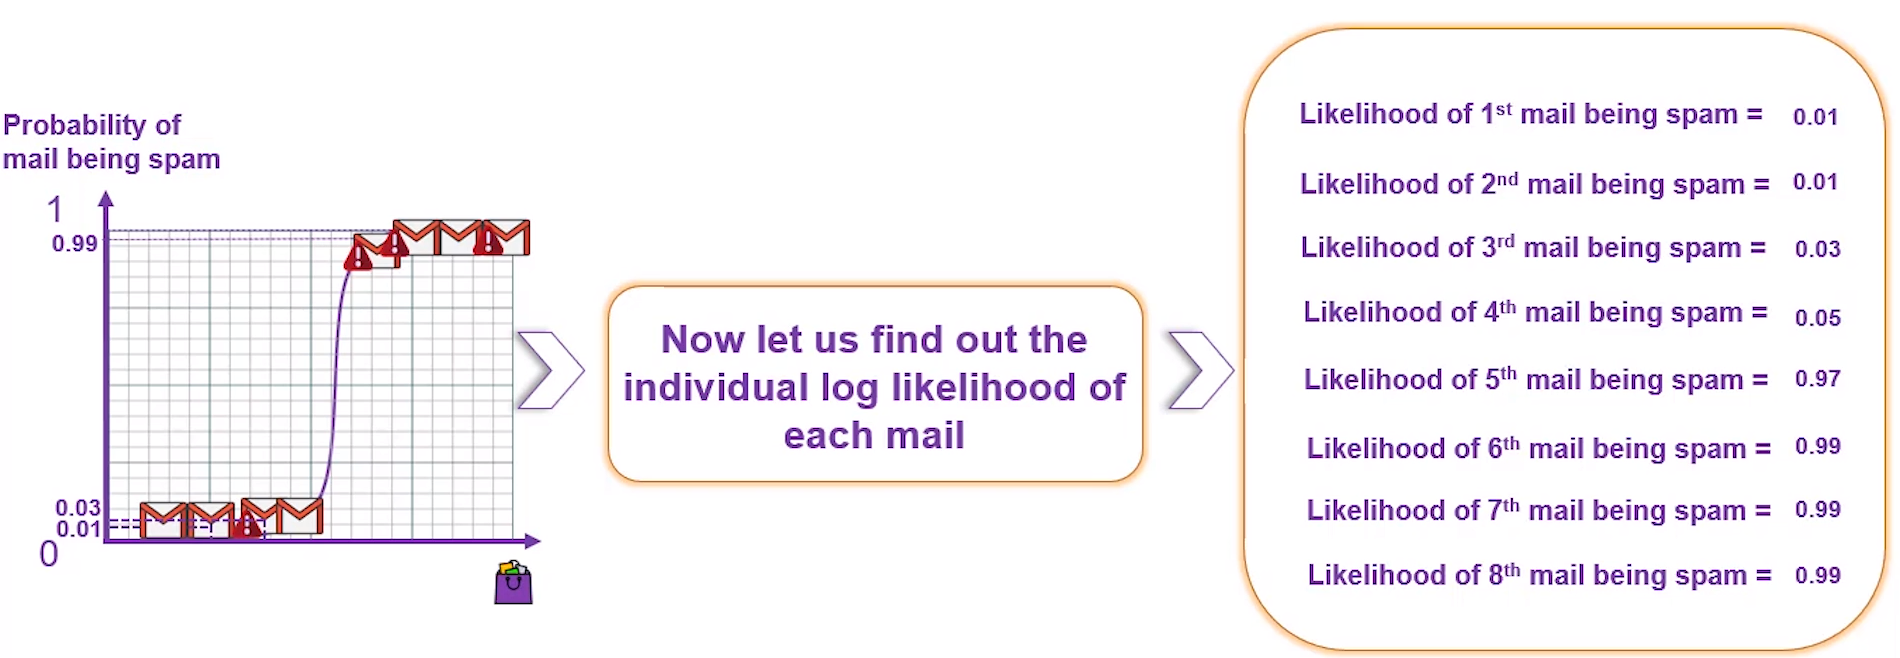 Probability of
mail being spam
1
0.99
0.03
0.01
0
Now let us find out the
individual log likelihood of
each mail
Likelihood of 1st mail being spam = 0.01
Likelihood of 2nd mail being spam = 0.01
Likelihood of 3rd mail being spam = 0.03
Likelihood of 4th mail being spam = 0.05
Likelihood of 5th mail being spam = 0.97
Likelihood of 6th mail being spam = 0.99
Likelihood of 7th mail being spam = 0.99
Likelihood of 8th mail being spam = 0.99